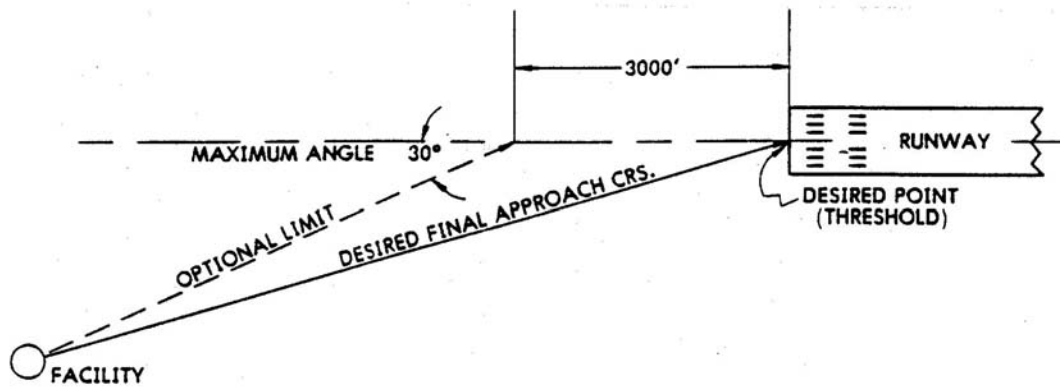 3000'
MAXIMUM ANGLE 30°
RUNWAY
OPTIONAL LIMIT
DESIRED FINAL APPROACH CRS.
DESIRED POINT
(THRESHOLD)
FACILITY